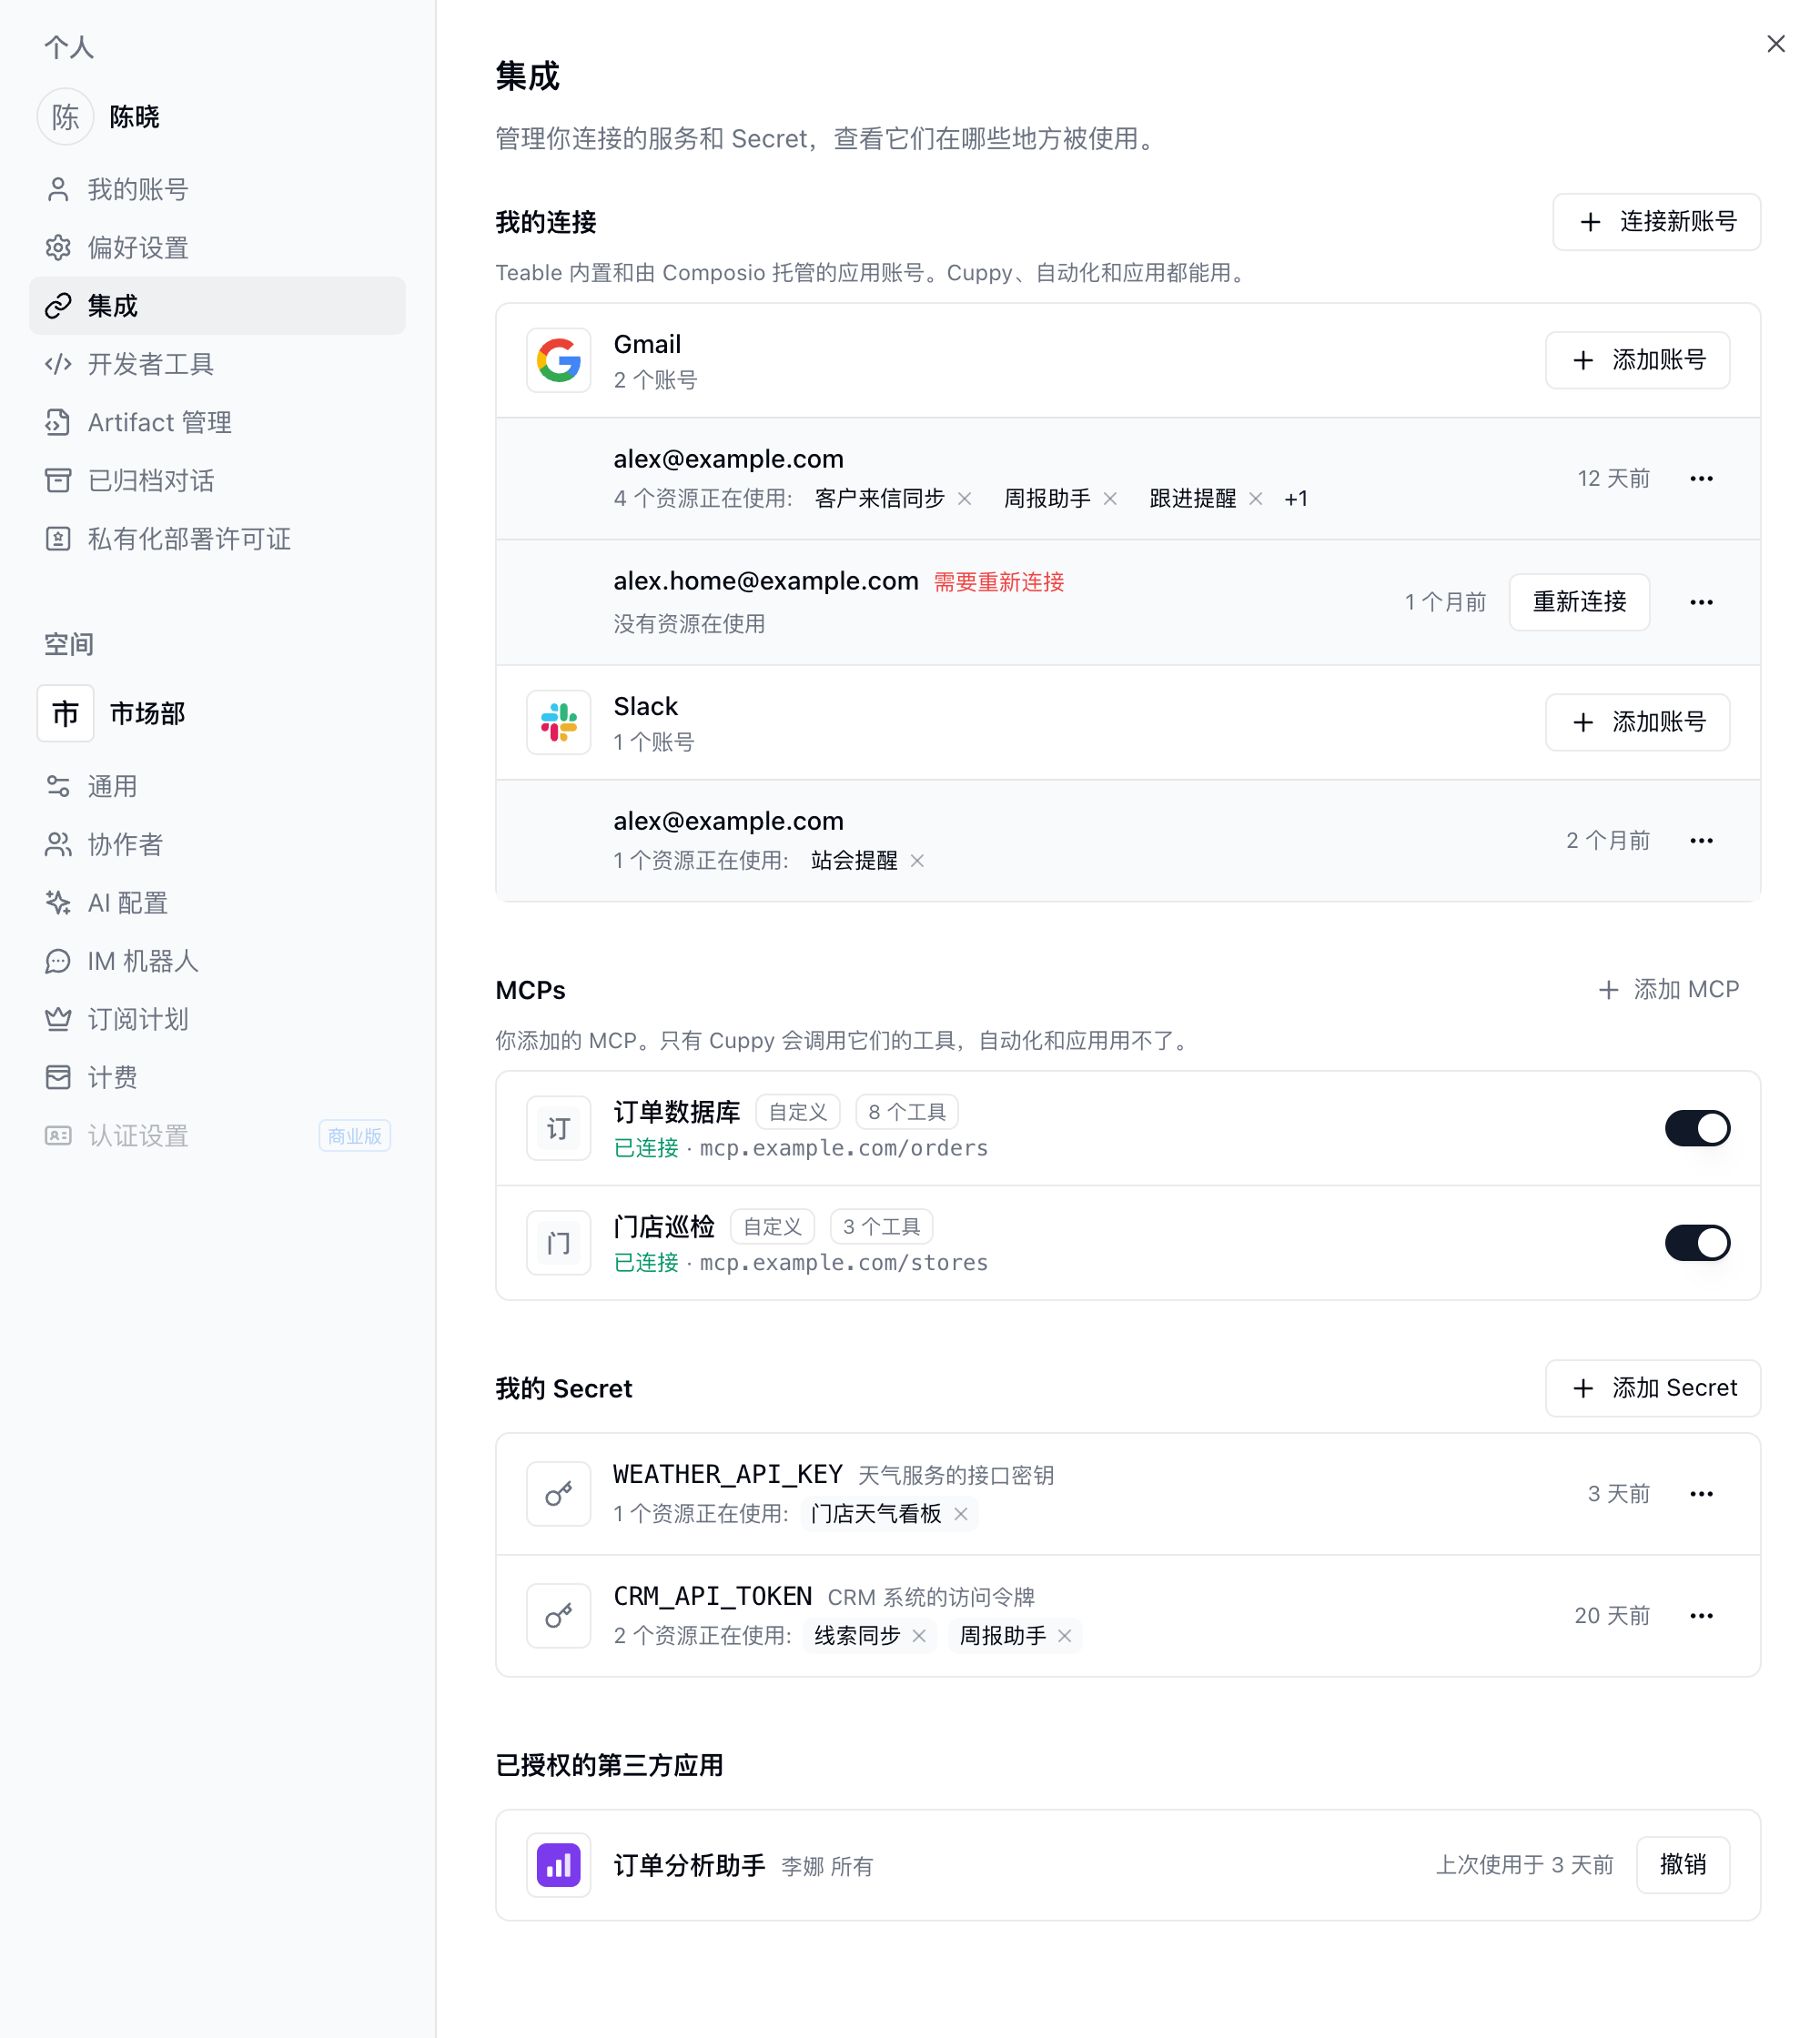 个人
陈 陈晓
我的账号
偏好设置
集成
开发者工具
Artifact 管理
已归档对话
私有化部署许可证
空间
市 市场部
通用
协作者
AI 配置
IM 机器人
订阅计划
计费
认证设置 商业版
集成
管理你连接的服务和 Secret，查看它们在哪些地方被使用。
我的连接
连接新账号
Teable 内置和由 Composio 托管的应用账号。Cuppy、自动化和应用都能用。
Gmail
2 个账号
添加账号
alex@example.com
4 个资源正在使用: 客户来信同步 周报助手 跟进提醒 +1
12 天前
alex.home@example.com 需要重新连接
没有资源在使用
1 个月前 重新连接
Slack
1 个账号
添加账号
alex@example.com
1 个资源正在使用: 站会提醒
2 个月前
MCPs
添加 MCP
你添加的 MCP。只有 Cuppy 会调用它们的工具，自动化和应用用不了。
订 订单数据库 自定义 8 个工具
已连接 · mcp.example.com/orders
门 门店巡检 自定义 3 个工具
已连接 · mcp.example.com/stores
我的 Secret
添加 Secret
WEATHER_API_KEY 天气服务的接口密钥
1 个资源正在使用: 门店天气看板
3 天前
CRM_API_TOKEN CRM 系统的访问令牌
2 个资源正在使用: 线索同步 周报助手
20 天前
已授权的第三方应用
订单分析助手 李娜 所有
上次使用于 3 天前 撤销